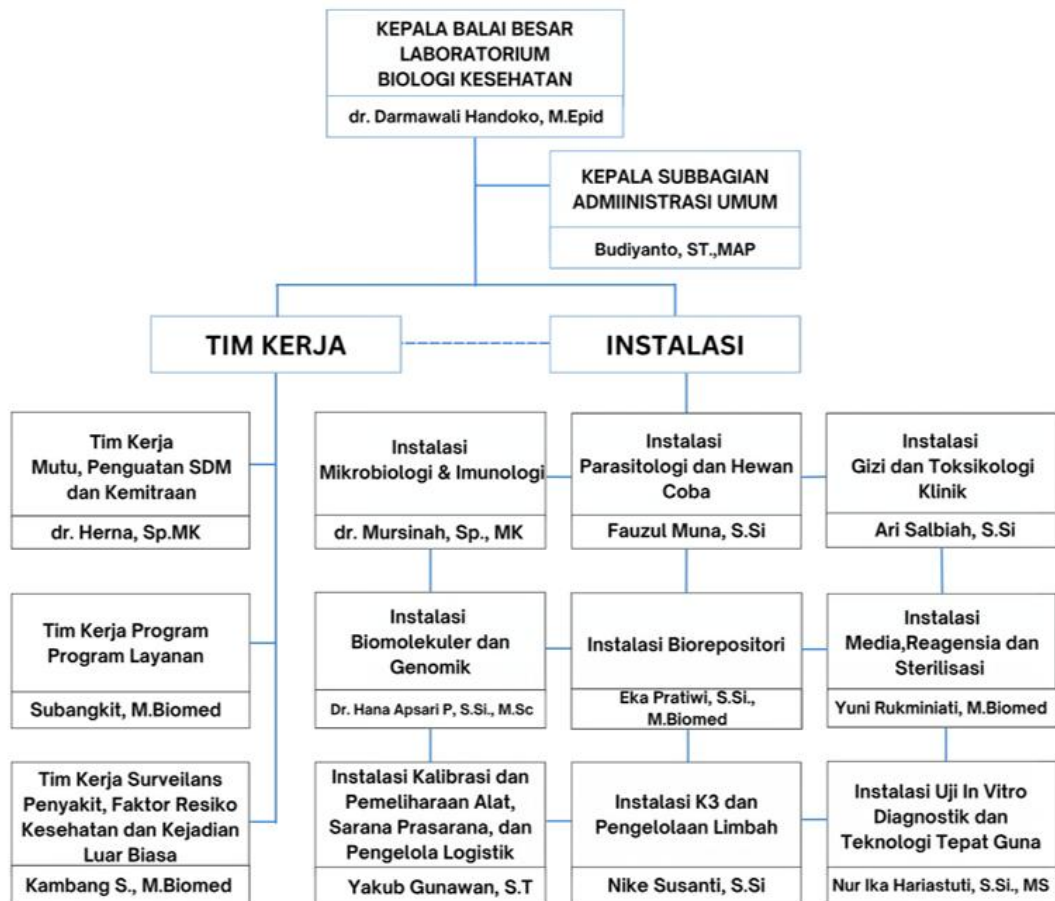 KEPALA BALAI BESAR
LABORATORIUM
BIOLOGI KESEHATAN
dr. Darmawali Handoko, M.Epid
KEPALA SUBBAGIAN
ADMIINISTRASI UMUM
Budiyanto, ST.,MAP
TIM KERJA
INSTALASI
Tim Kerja
Mutu, Penguatan SDM
dan Kemitraan
dr. Herna, Sp.MK
Instalasi
Mikrobiologi & Imunologi
dr. Mursinah, Sp., MK
Instalasi
Parasitologi dan Hewan
Coba
Fauzul Muna, S.Si
Instalasi
Gizi dan Toksikologi
Klinik
Ari Salbiah, S.Si
Tim Kerja Program
Program Layanan
Subangkit, M.Biomed
Instalasi
Biomolekuler dan
Genomik
Dr. Hana Apsari P, S.Si., M.Sc
Instalasi Biorepositori
Eka Pratiwi, S.Si.,
M.Biomed
Instalasi
Media,Reagensia dan
Sterilisasi
Yuni Rukminiati, M.Biomed
Tim Kerja Surveilans
Penyakit, Faktor Resiko
Kesehatan dan Kejadian
Luar Biasa
Kambang S., M.Biomed
Instalasi Kalibrasi dan
Pemeliharaan Alat,
Sarana Prasarana, dan
Pengelola Logistik
Yakub Gunawan, S.T
Instalasi K3 dan
Pengelolaan Limbah
Nike Susanti, S.Si
Instalasi Uji In Vitro
Diagnostik dan
Teknologi Tepat Guna
Nur Ika Hariastuti, S.Si., MS